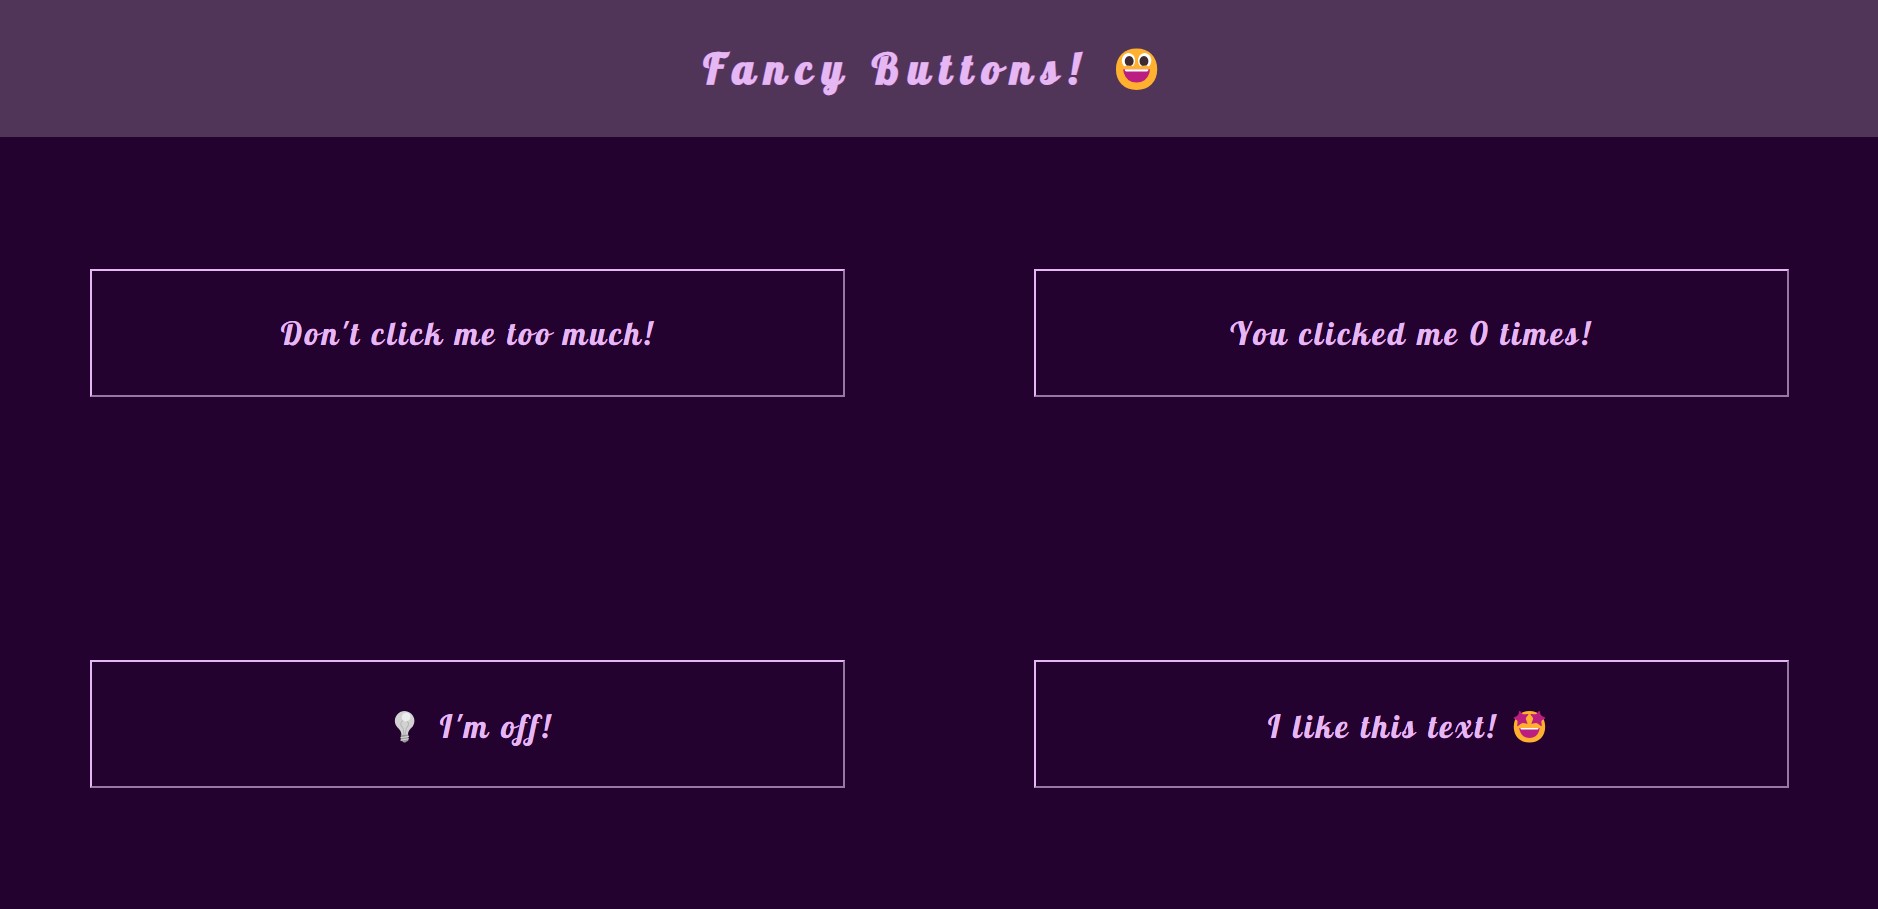 Fancy Buttons! 😃
Don't click me too much!
You clicked me 0 times!
💡 I'm off!
I like this text! 🤩